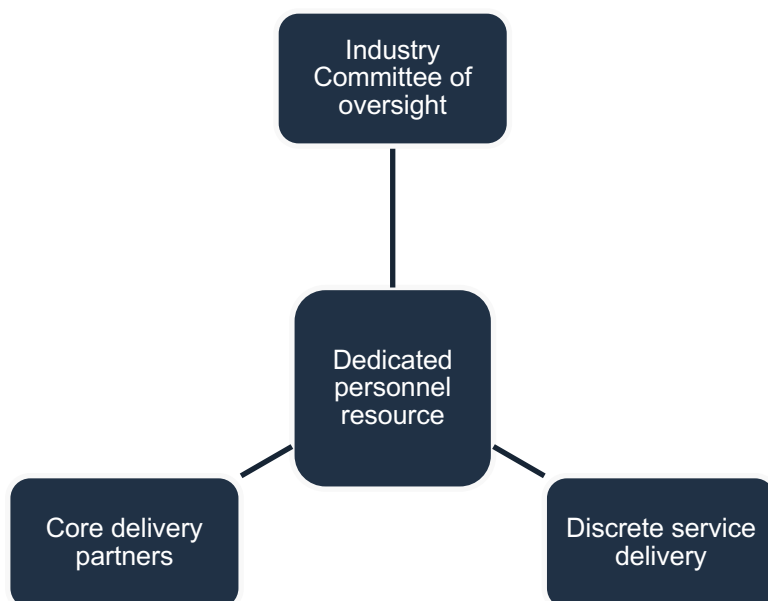 Industry
Committee of
oversight
Dedicated
personnel
resource
Core delivery
partners
Discrete service
delivery